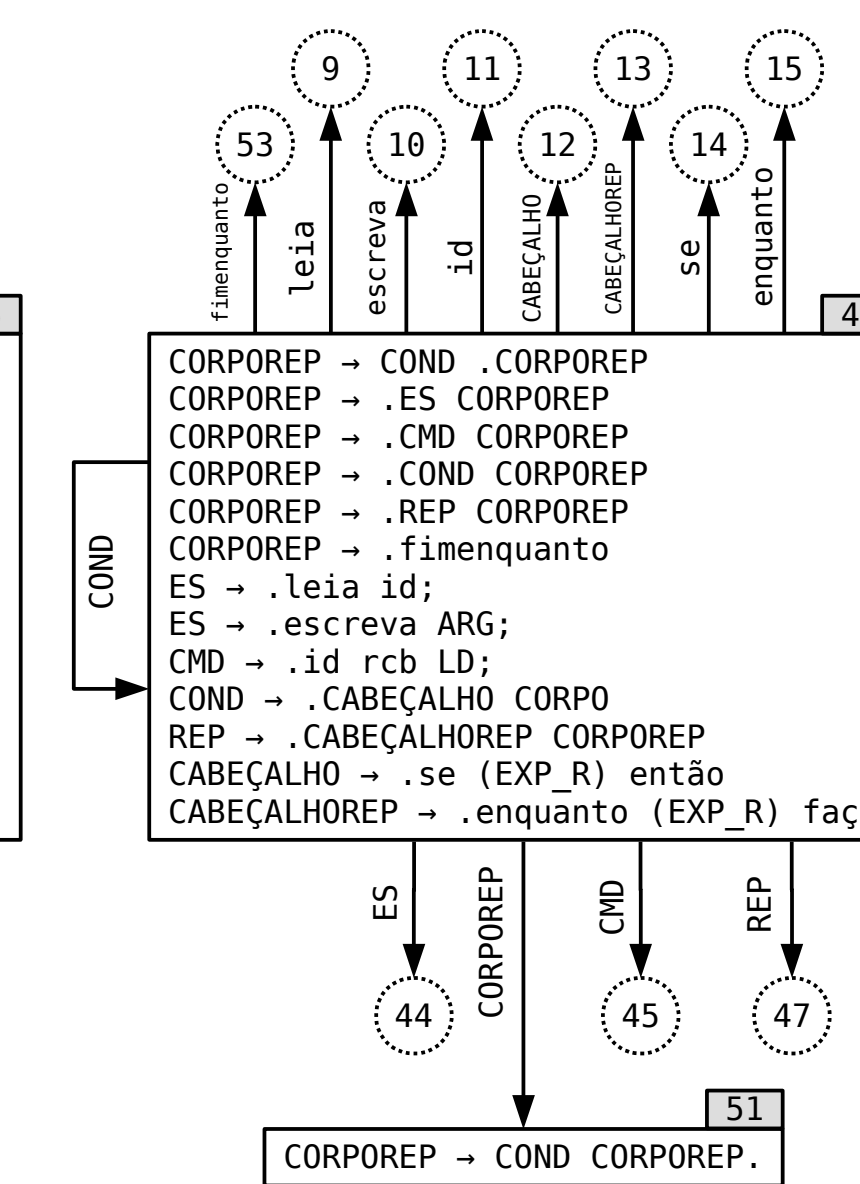 9
11
13
15
53
10
12
14
fimenquanto
leia
escreva
id
CABEÇALHO
CABEÇALHOREP
se
enquanto
4
CORPOREP → COND .CORPOREP
CORPOREP → .ES CORPOREP
CORPOREP → .CMD CORPOREP
CORPOREP → .COND CORPOREP
CORPOREP → .REP CORPOREP
CORPOREP → .fimenquanto
ES → .leia id;
ES → .escreva ARG;
CMD → .id rcb LD;
COND → .CABEÇALHO CORPO
REP → .CABEÇALHOREP CORPOREP
CABEÇALHO → .se (EXP_R) então
CABEÇALHOREP → .enquanto (EXP_R) faç
COND
ES
CORPOREP
CMD
REP
44
45
47
51
CORPOREP → COND CORPOREP.